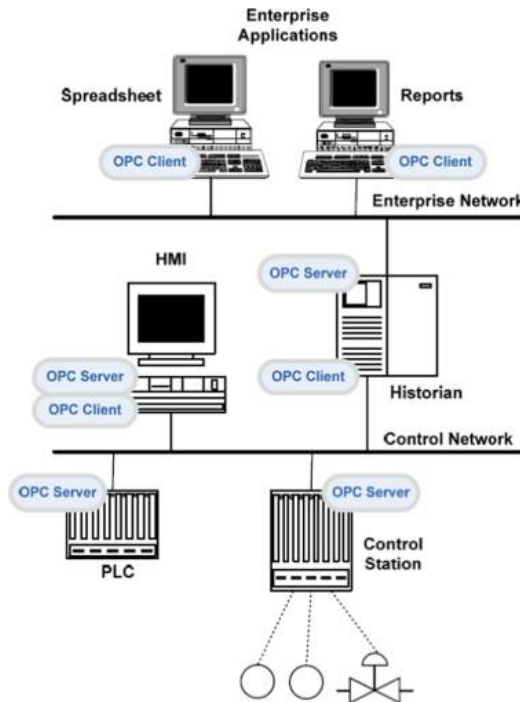 Enterprise
Applications
Spreadsheet
Reports
OPC Client
OPC Client
Enterprise Network
HMI
OPC Server
OPC Server
OPC Client
OPC Client
Historian
Control Network
OPC Server
OPC Server
PLC
Control
Station